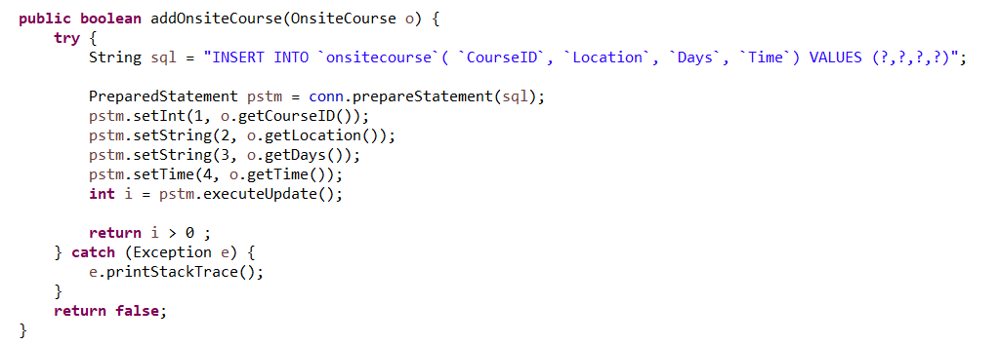 public boolean addOnsiteCourse(OnsiteCourse o) {
    try {
        String sql = "INSERT INTO `onsitecourse`( `CourseID`, `Location`, `Days`, `Time`) VALUES (?,?,?,?)";

        PreparedStatement pstm = conn.prepareStatement(sql);
        pstm.setInt(1, o.getCourseID());
        pstm.setString(2, o.getLocation());
        pstm.setString(3, o.getDays());
        pstm.setTime(4, o.getTime());
        int i = pstm.executeUpdate();

        return i > 0 ;
    } catch (Exception e) {
        e.printStackTrace();
    }
    return false;
}